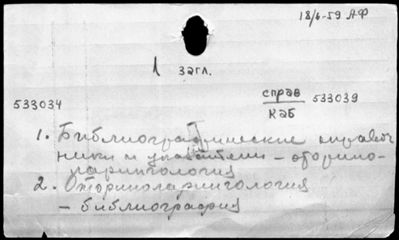 18/6-59 АФ
1 загл.
533034
справ
каб
533039
1. Библиографические справоч
ники и указатели - оторино-
ларингология
2. Оториноларингология
- библиография